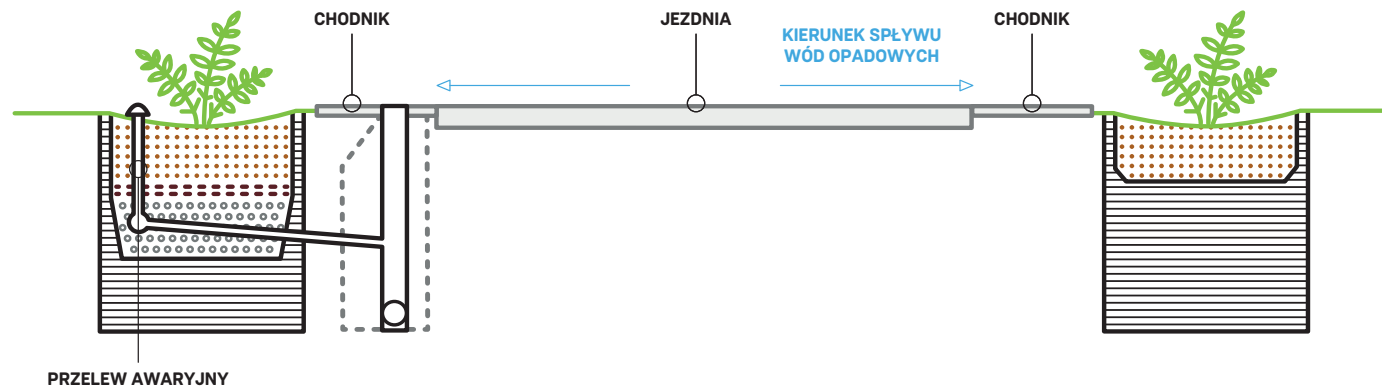 CHODNIK
JEZDNIA
CHODNIK
KIERUNEK SPŁYWU
WÓD OPADOWYCH
PRZELEW AWARYJNY